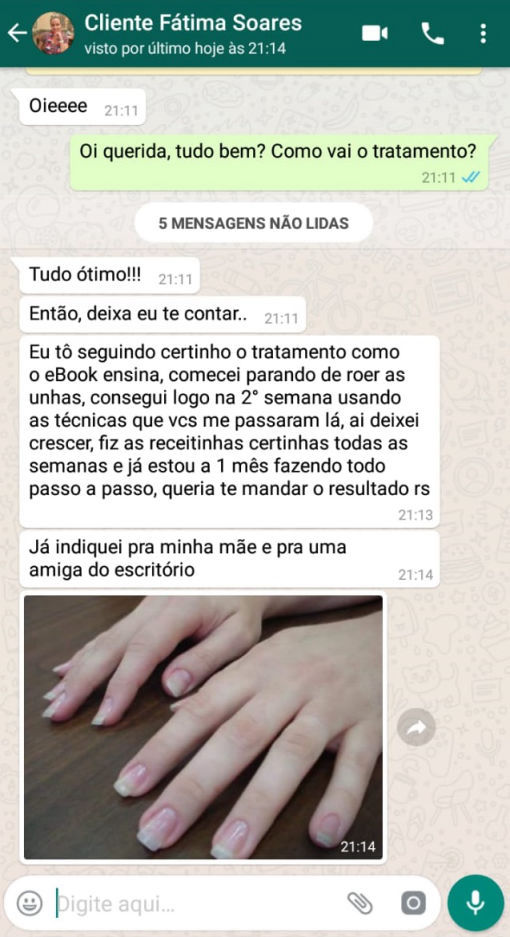 Cliente Fátima Soares
visto por último hoje às 21:14
Oieeee 21:11
Oi querida, tudo bem? Como vai o tratamento?
21:11
5 MENSAGENS NÃO LIDAS
Tudo ótimo!!! 21:11
Então, deixa eu te contar.. 21:11
Eu tô seguindo certinho o tratamento como
o eBook ensina, comecei parando de roer as
unhas, consegui logo na 2° semana usando
as técnicas que vcs me passaram lá, ai deixei
crescer, fiz as receitinhas certinhas todas as
semanas e já estou a 1 mês fazendo todo
passo a passo, queria te mandar o resultado rs
21:13
Já indiquei pra minha mãe e pra uma
amiga do escritório
21:14
21:14
Digite aqui...